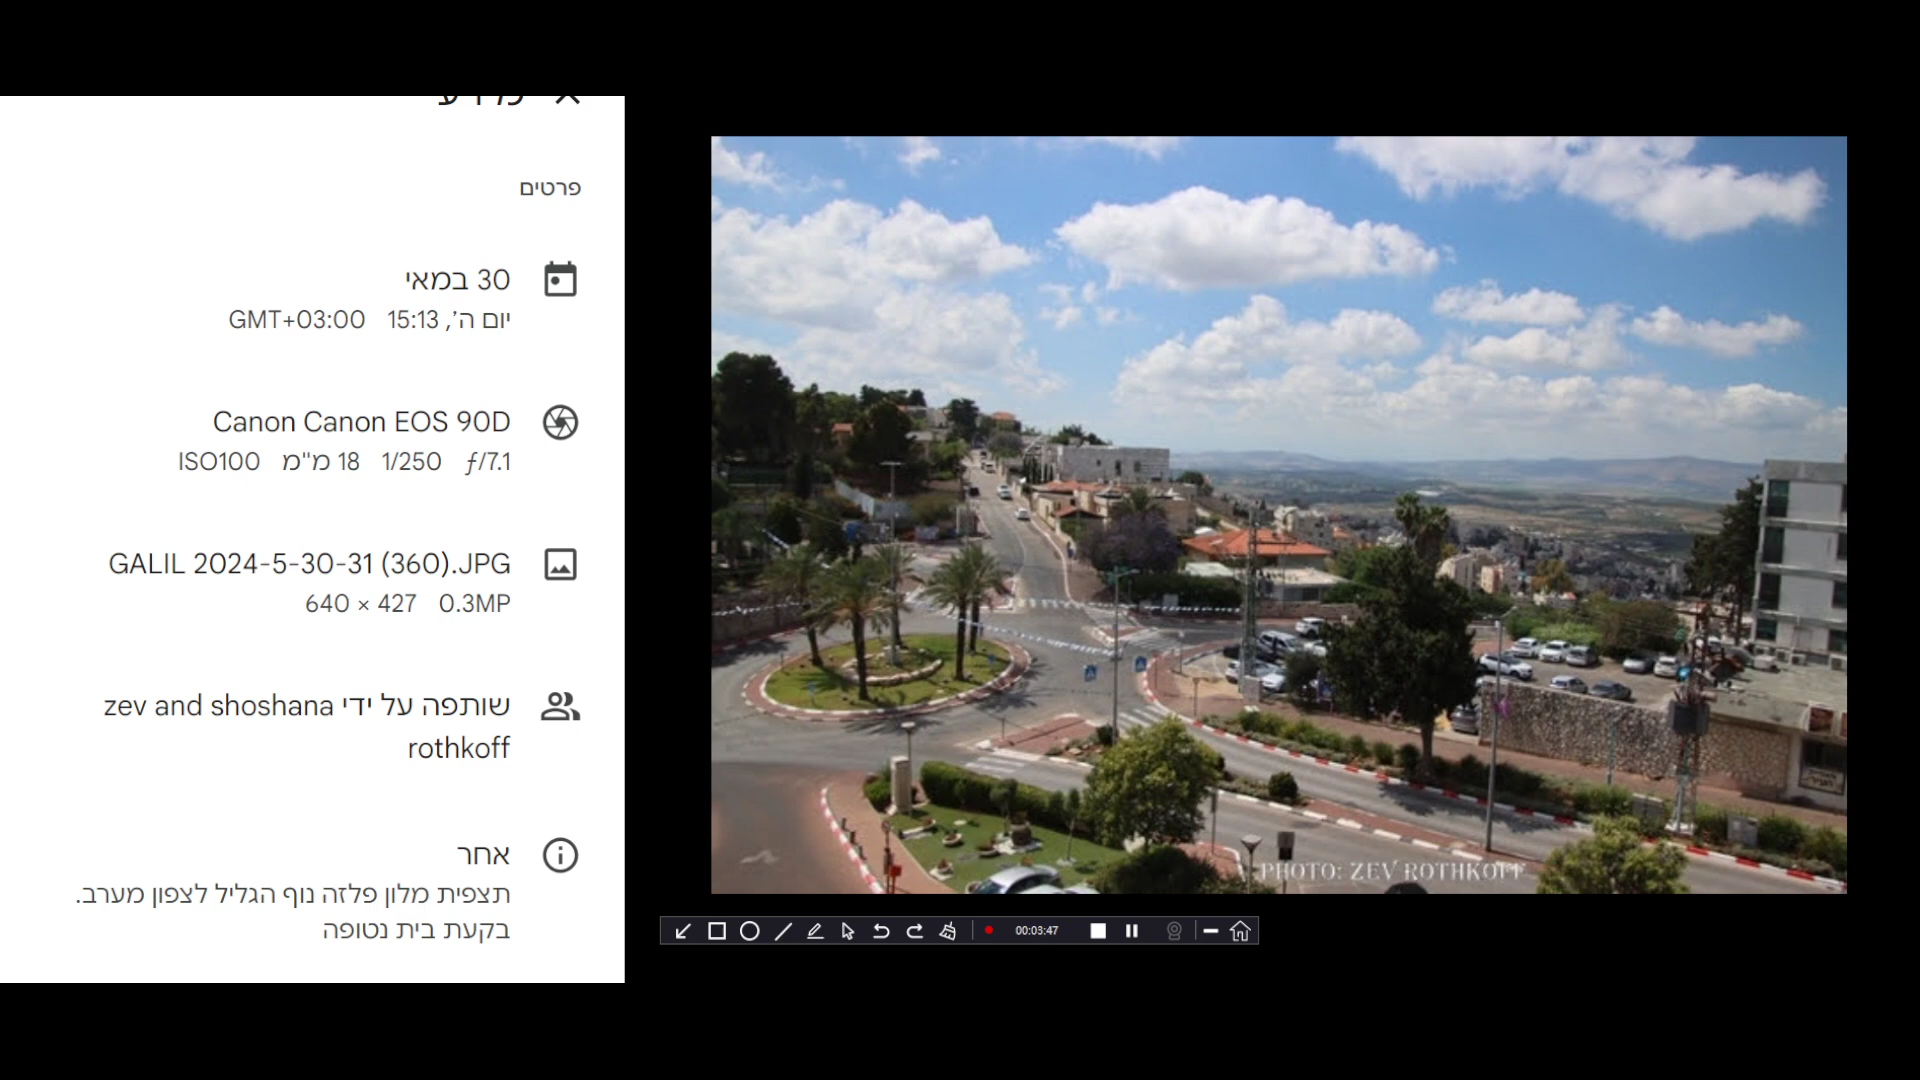 פרטים
30 במאי
יום ה׳, 15:13 GMT+03:00
Canon Canon EOS 90D
ƒ/7.1 1/250 18 מ"מ ISO100
GALIL 2024-5-30-31 (360).JPG
640 × 427 0.3MP
שותפה על ידי zev and shoshana
rothkoff
אחר
תצפית מלון פלזה נוף הגליל לצפון מערב.
בקעת בית נטופה
PHOTO: ZEV ROTHKOFF
00:03:47